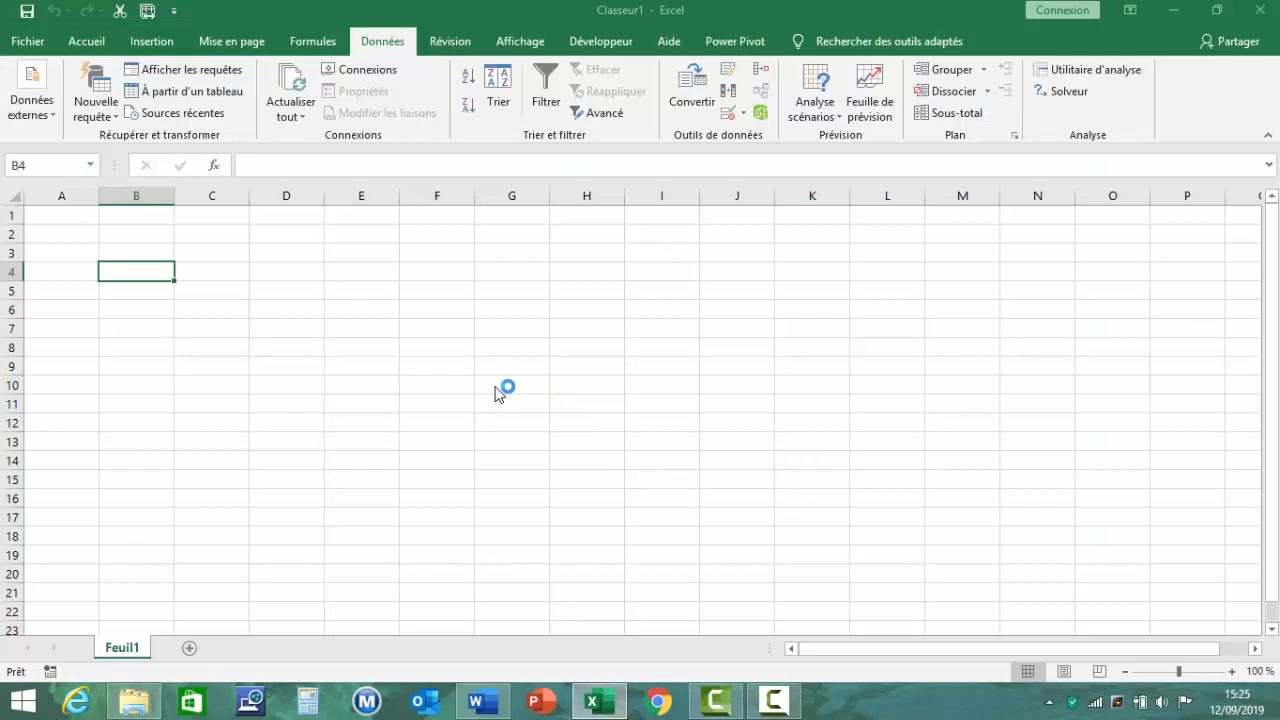 Classeur1 - Excel
Connexion
Fichier Accueil Insertion Mise en page Formules Données Révision Affichage Développeur Aide Power Pivot Rechercher des outils adaptés Partager
Données externes
Nouvelle requête
Afficher les requêtes
À partir d'un tableau
Sources récentes
Récupérer et transformer
Actualiser tout
Connexions
Propriétés
Modifier les liaisons
Connexions
Trier
Filtrer
Effacer
Réappliquer
Avancé
Trier et filtrer
Convertir
Outils de données
Analyse scénarios
Feuille de prévision
Prévision
Grouper
Dissocier
Sous-total
Plan
Utilitaire d'analyse
Solveur
Analyse
B4
fx
A B C D E F G H I J K L M N O P
1
2
3
4
5
6
7
8
9
10
11
12
13
14
15
16
17
18
19
20
21
22
23
Feuil1
Prêt
100 %
15:25
12/09/2019